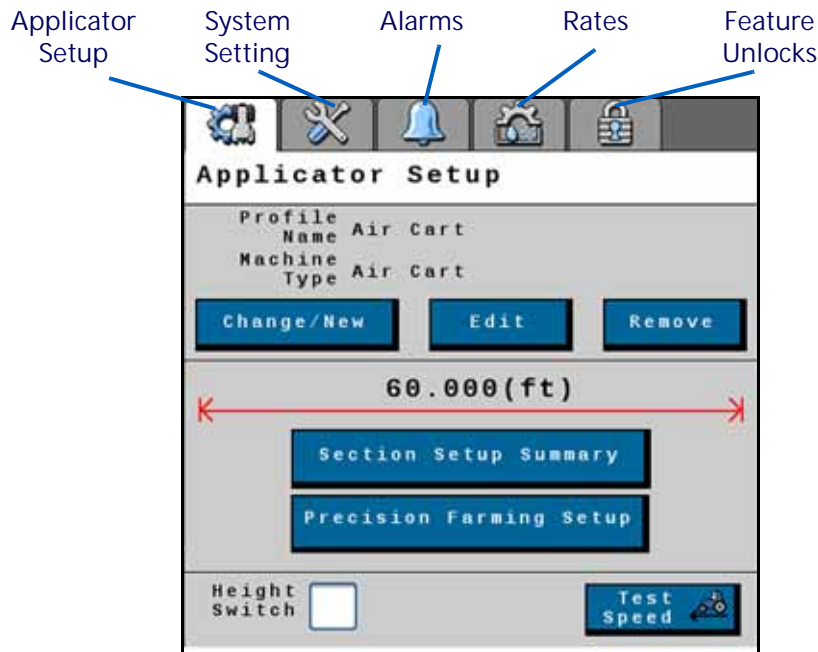 Applicator Setup
System Setting
Alarms
Rates
Feature Unlocks
Applicator Setup
Profile Name Air Cart
Machine Type Air Cart
Change/New
Edit
Remove
60.000(ft)
Section Setup Summary
Precision Farming Setup
Height Switch
Test Speed